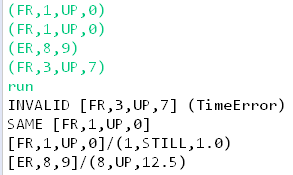 (FR,1,UP,0)
(FR,1,UP,0)
(ER,8,9)
(FR,3,UP,7)
run
INVALID [FR,3,UP,7] (TimeError)
SAME [FR,1,UP,0]
[FR,1,UP,0]/(1,STILL,1.0)
[ER,8,9]/(8,UP,12.5)